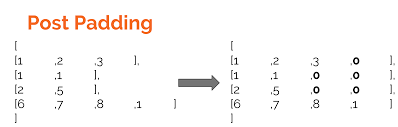 Post Padding
[
[1 ,2 ,3 ],
[1 ,1 ],
[2 ,5 ],
[6 ,7 ,8 ,1 ]
]
[
[1 ,2 ,3 ,0 ],
[1 ,1 ,0 ,0 ],
[2 ,5 ,0 ,0 ],
[6 ,7 ,8 ,1 ]
]